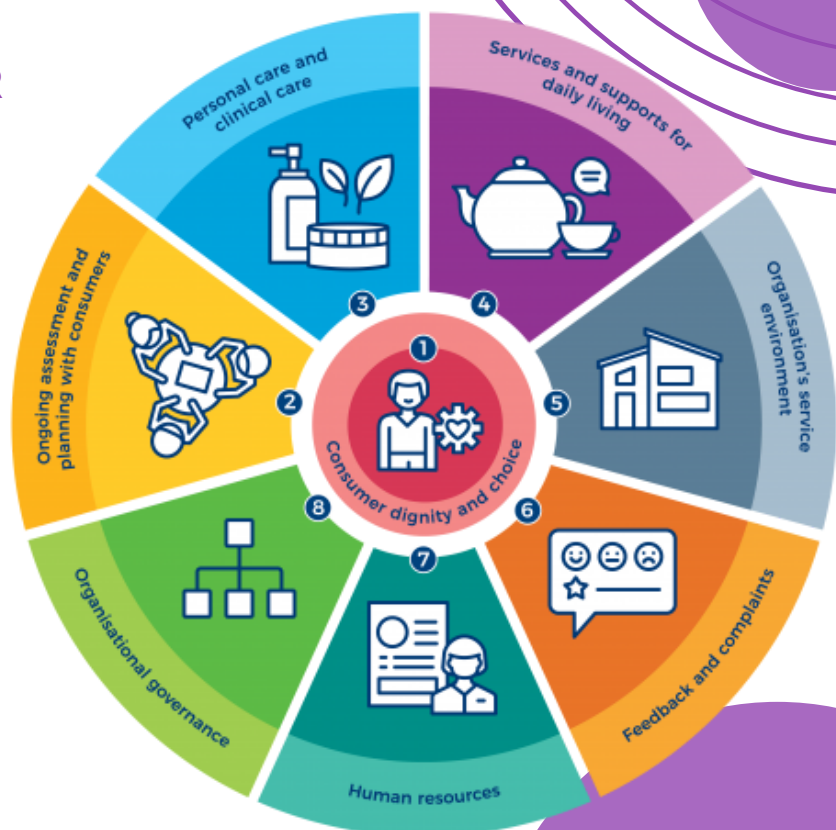 1
Consumer dignity and choice
2
Ongoing assessment and
planning with consumers
3
Personal care and
clinical care
4
Services and supports for
daily living
5
Organisation's service
environment
6
Feedback and complaints
7
Human resources
8
Organisational governance